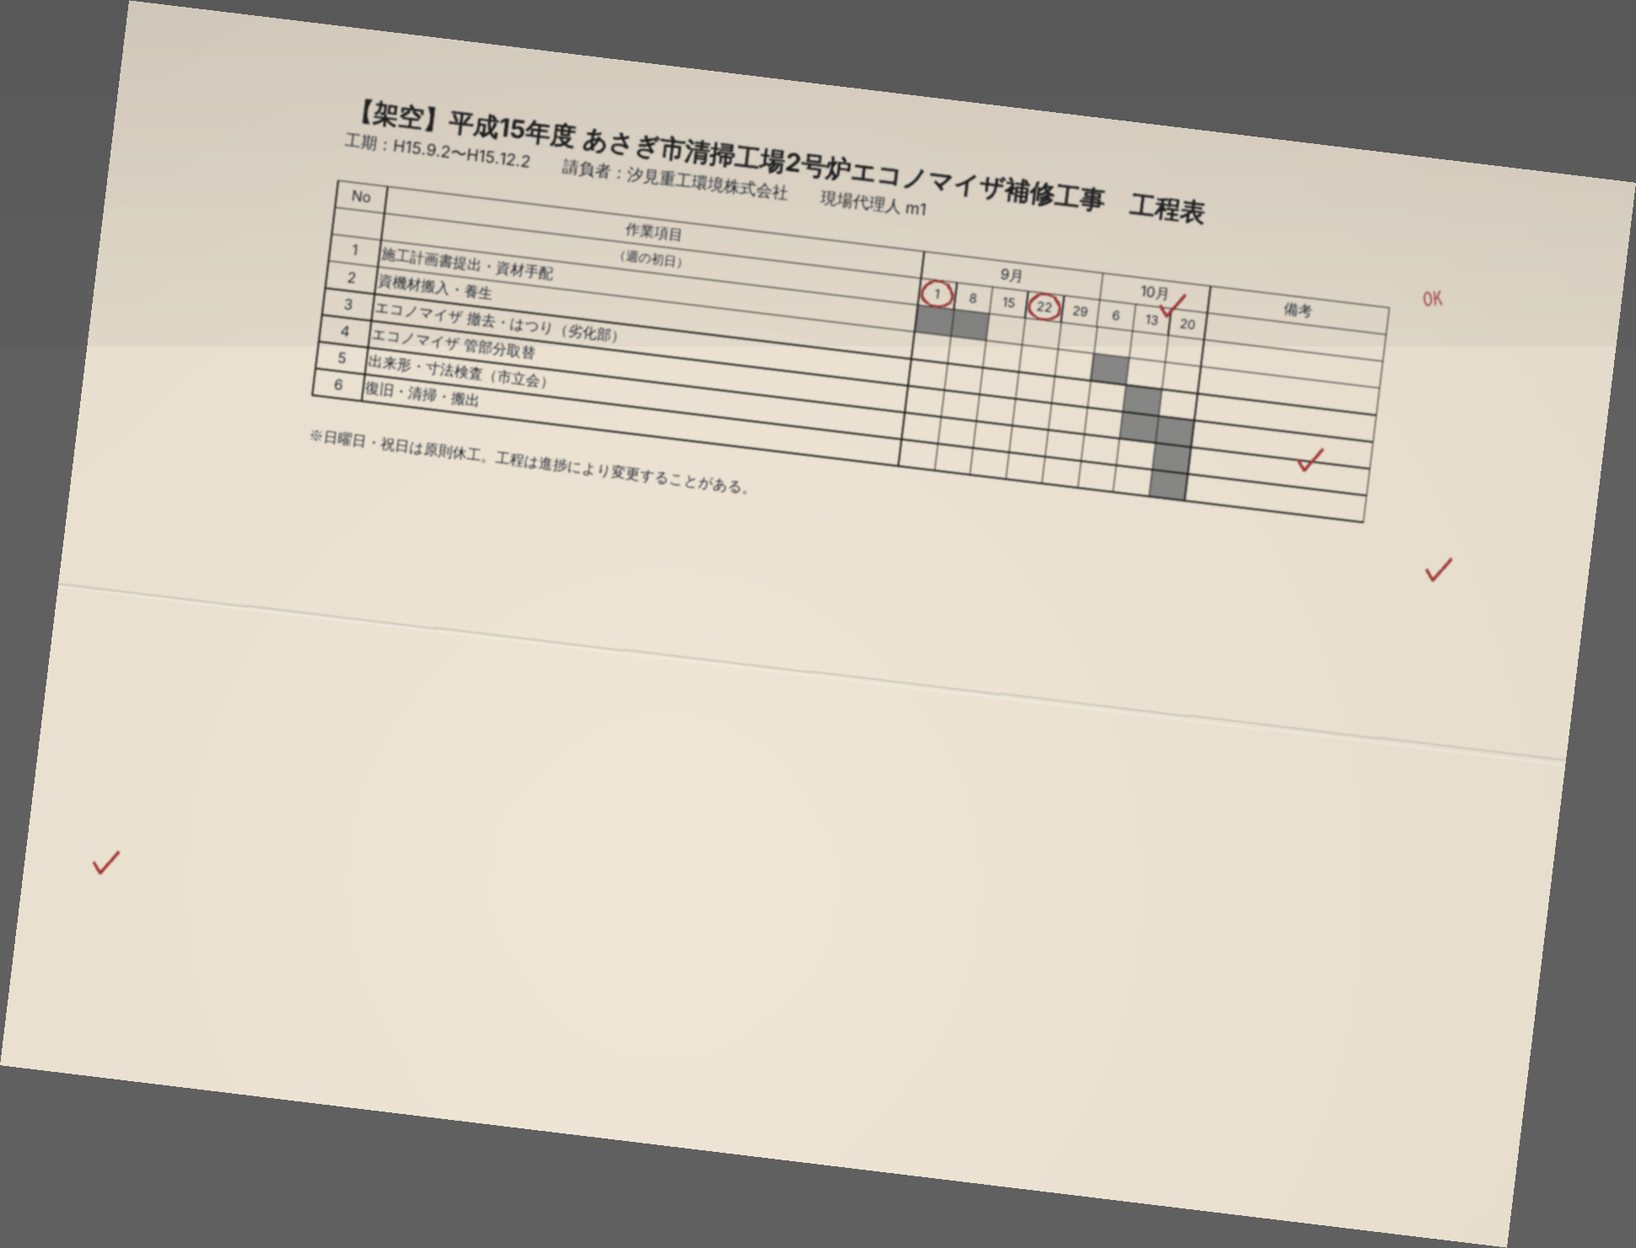 【架空】平成15年度 あさぎ市清掃工場2号炉エコノマイザ補修工事　工程表
工期：H15.9.2〜H15.12.2　　請負者：汐見重工環境株式会社　　現場代理人 m1
No 作業項目 9月 10月 備考
（週の初日） 1 8 15 22 29 6 13 20
1 施工計画書提出・資材手配
2 資機材搬入・養生
3 エコノマイザ 撤去・はつり（劣化部）
4 エコノマイザ 管部分取替
5 出来形・寸法検査（市立会）
6 復旧・清掃・搬出
※日曜日・祝日は原則休工。工程は進捗により変更することがある。
OK